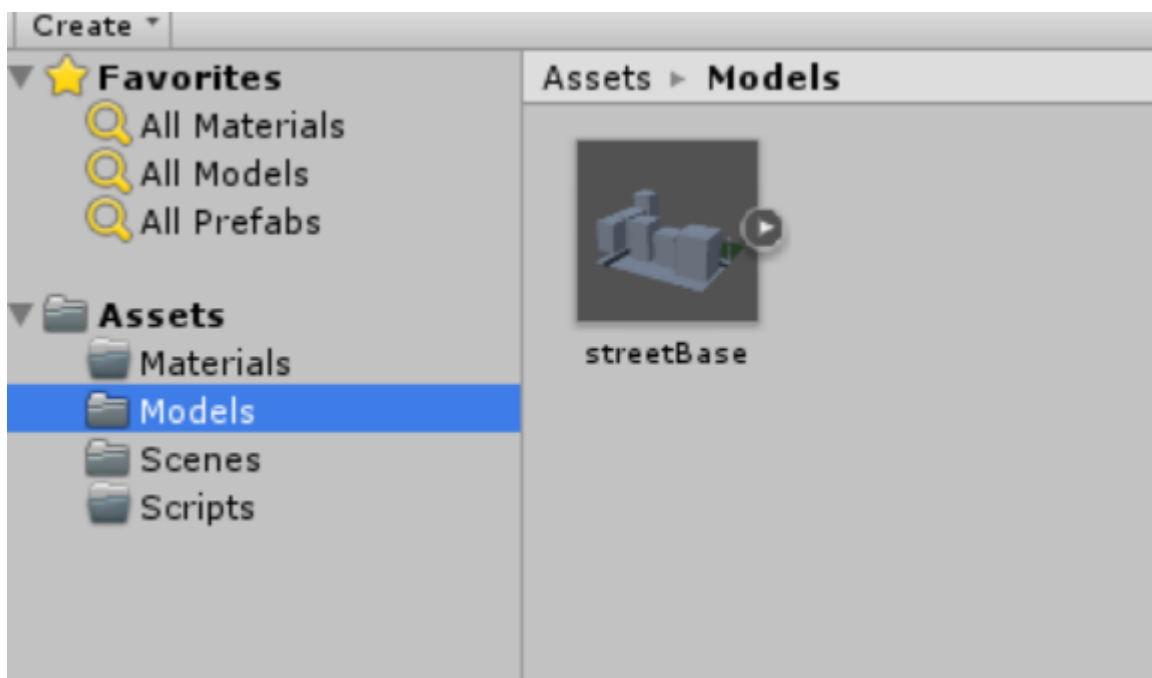 Create
Favorites
All Materials
All Models
All Prefabs
Assets
Materials
Models
Scenes
Scripts
Assets ▸ Models
streetBase